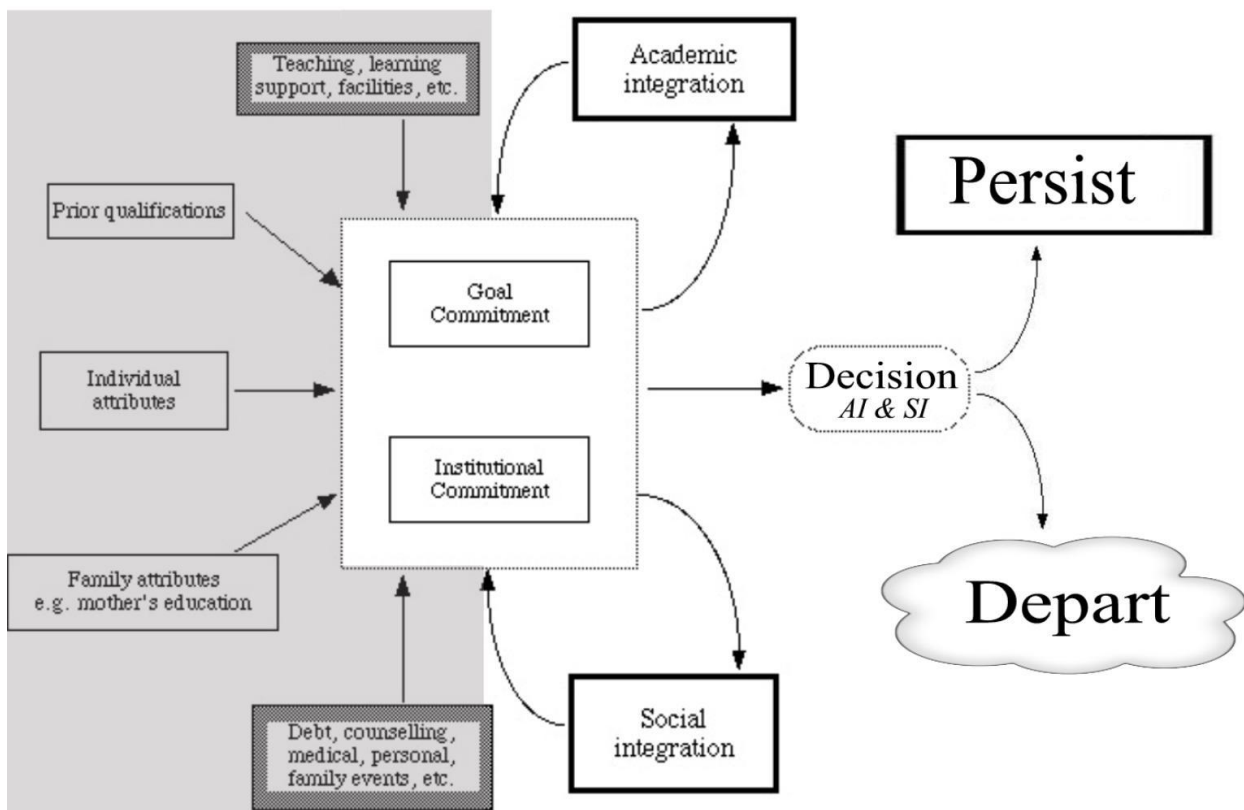 Teaching, learning
support, facilities, etc.
Academic
integration
Persist
Prior qualifications
Goal
Commitment
Individual
attributes
Decision
AI & SI
Institutional
Commitment
Family attributes
e.g. mother's education
Depart
Debt, counselling,
medical, personal,
family events, etc.
Social
integration